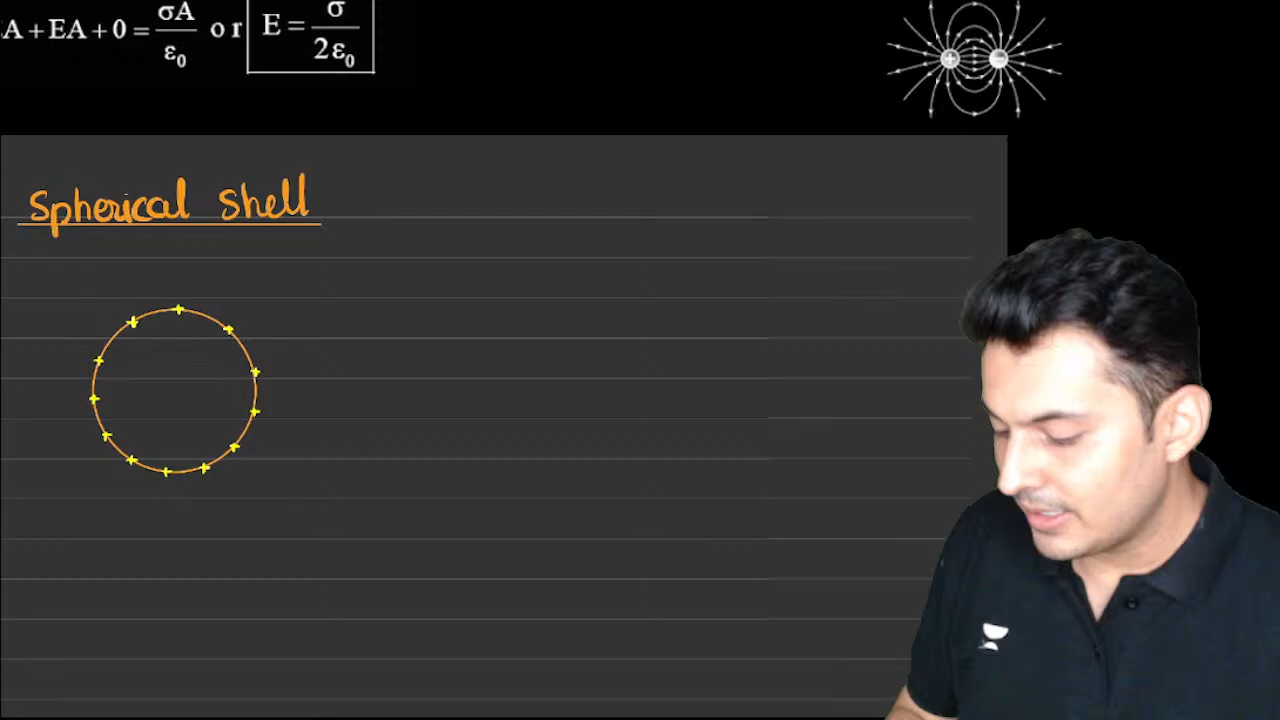 A + EA + 0 = σA/ε₀ or E = σ/2ε₀
+ −
Spherical Shell